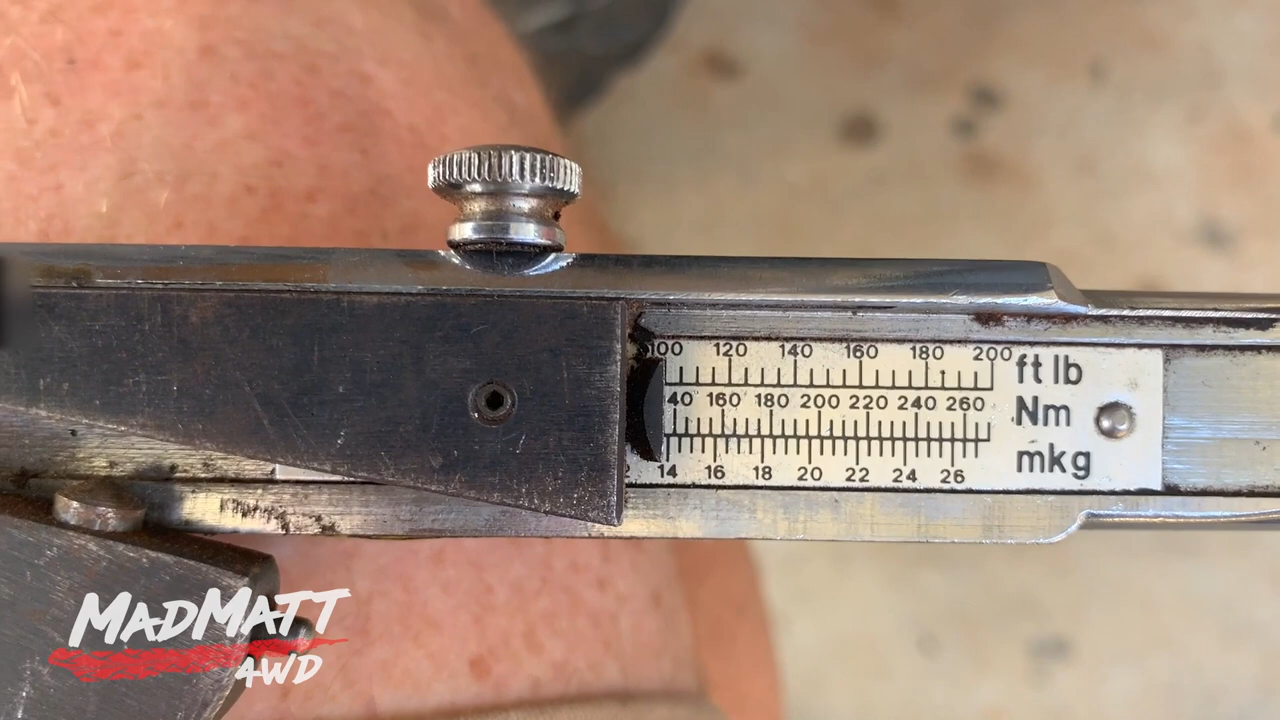 100 120 140 160 180 200 ft lb
40 160 180 200 220 240 260 Nm
14 16 18 20 22 24 26 mkg
MADMATT
4WD